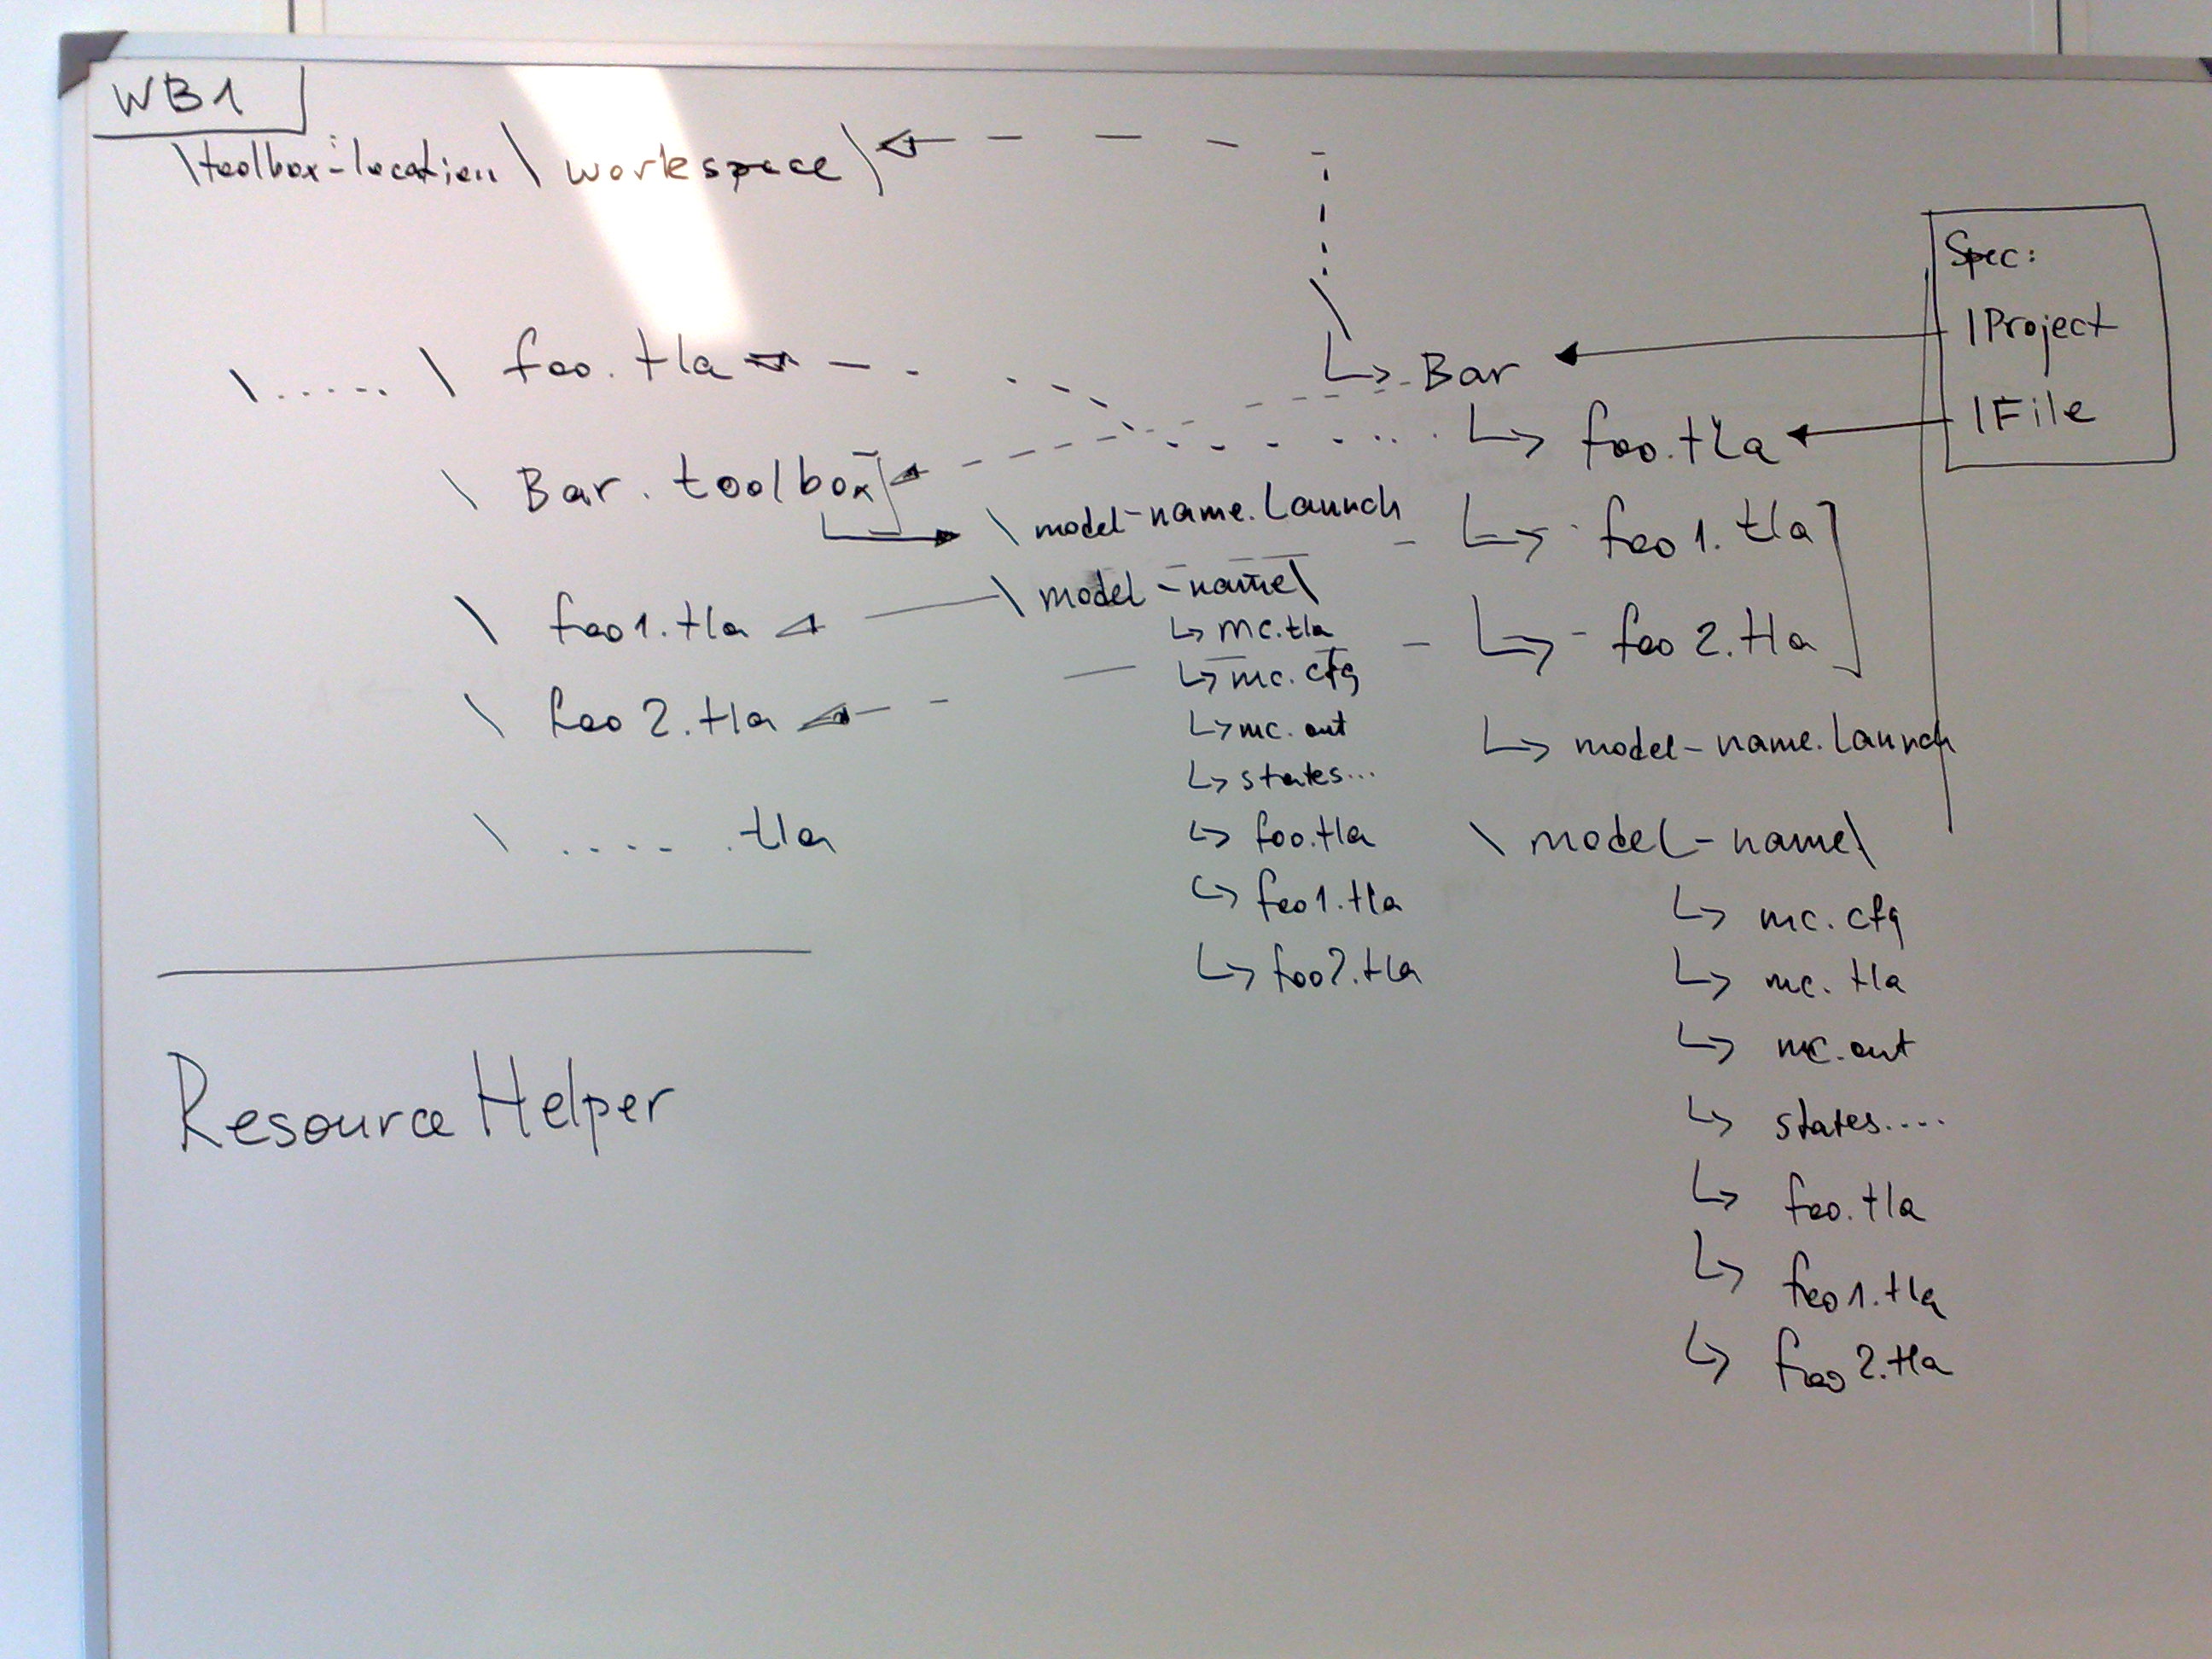 WB1
\toolbox-location\ workspace\
\.....\ foo.tla
\ Bar.toolbox\
\ foo1.tla
\ foo2.tla
\ .... .tla
ResourceHelper
\ model-name.launch
\ model-name\
↳ mc.tla
↳ mc.cfg
↳ mc.out
↳ states...
↳ foo.tla
↳ foo1.tla
↳ foo2.tla
\
↳ Bar
↳ foo.tla
↳ foo1.tla
↳ foo2.tla
↳ model-name.launch
\ model-name\
↳ mc.cfg
↳ mc.tla
↳ mc.out
↳ states....
↳ foo.tla
↳ foo1.tla
↳ foo2.tla
Spec:
IProject
IFile